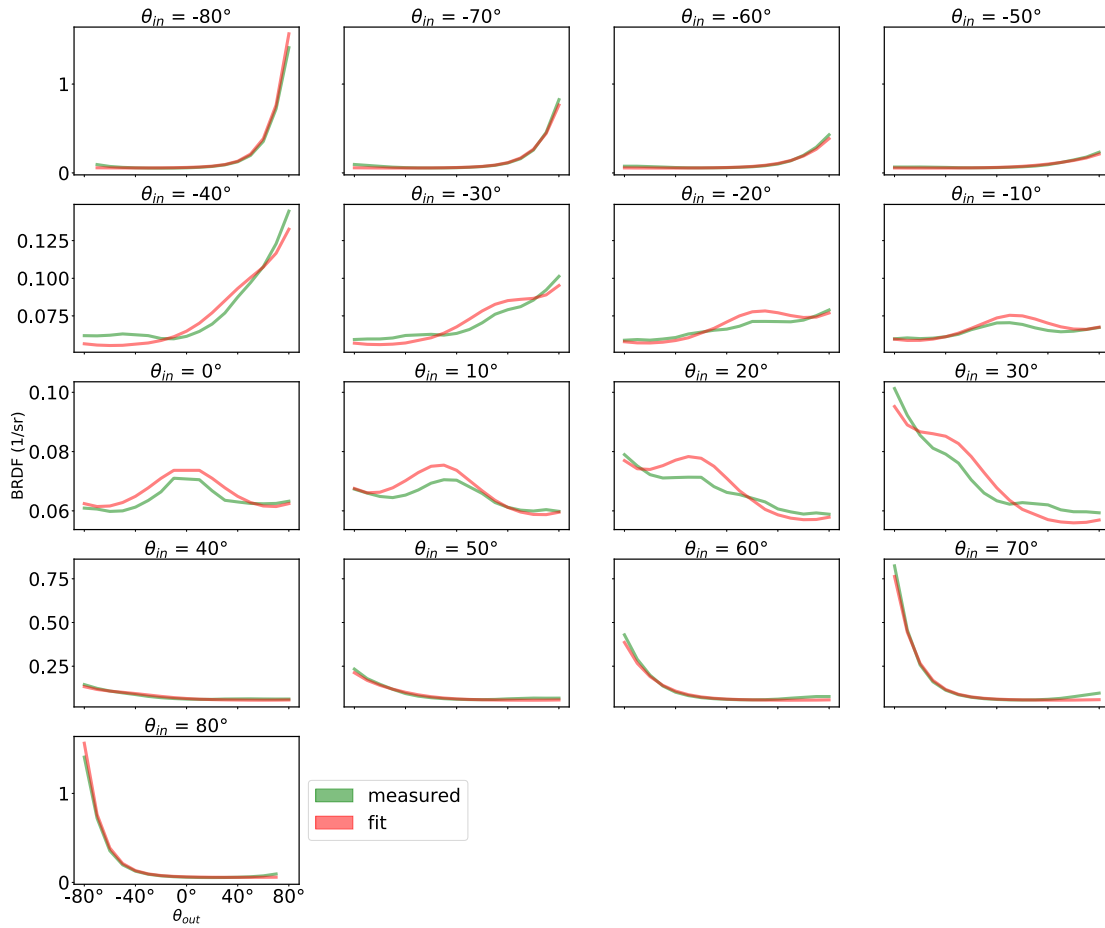 θin = -80°
θin = -70°
θin = -60°
θin = -50°
1
0
θin = -40°
θin = -30°
θin = -20°
θin = -10°
0.125
0.100
0.075
θin = 0°
θin = 10°
θin = 20°
θin = 30°
0.10
0.08
0.06
BRDF (1/sr)
θin = 40°
θin = 50°
θin = 60°
θin = 70°
0.75
0.50
0.25
θin = 80°
1
0
-80° -40° 0° 40° 80°
θout
measured
fit